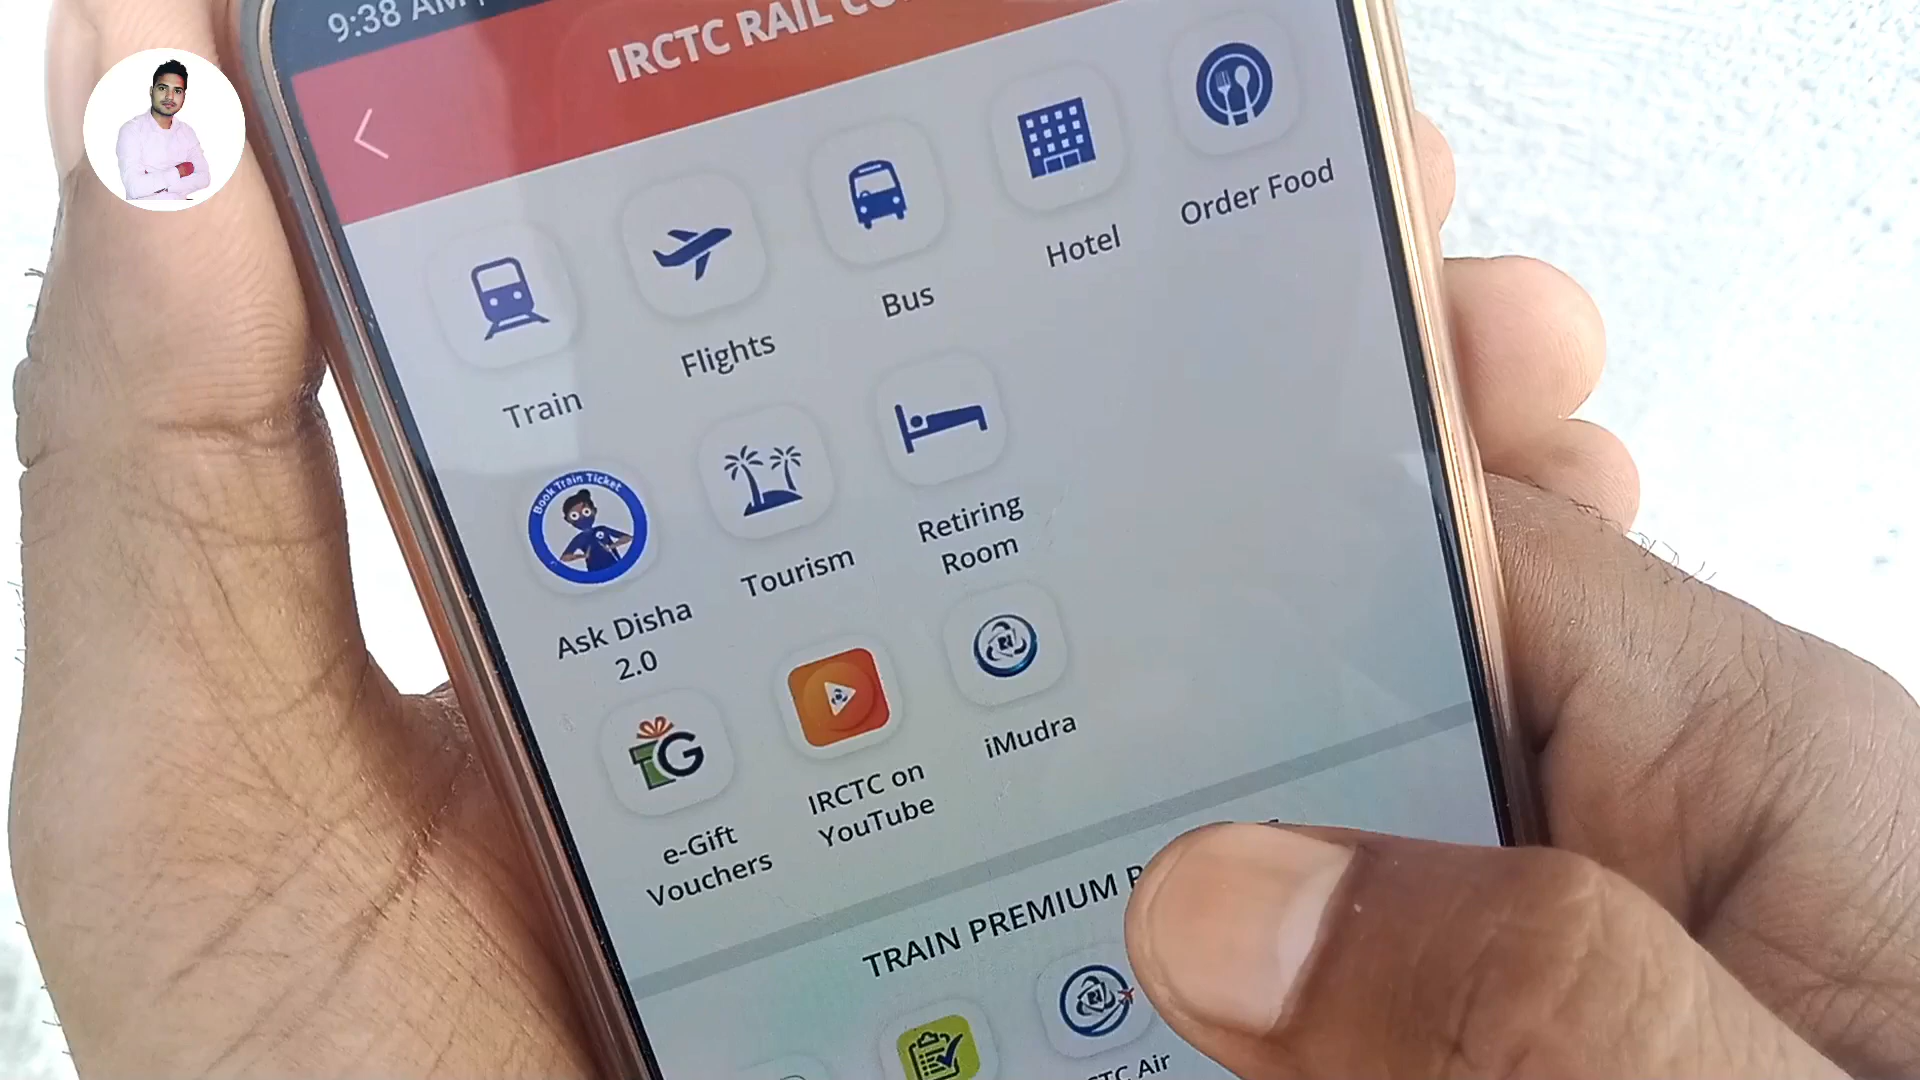 9:38 AM
IRCTC RAIL
Train
Flights
Bus
Hotel
Order Food
Book Train Ticket
Ask Disha
2.0
Tourism
Retiring
Room
e-Gift
Vouchers
IRCTC on
YouTube
iMudra
TRAIN PREMIUM
Air